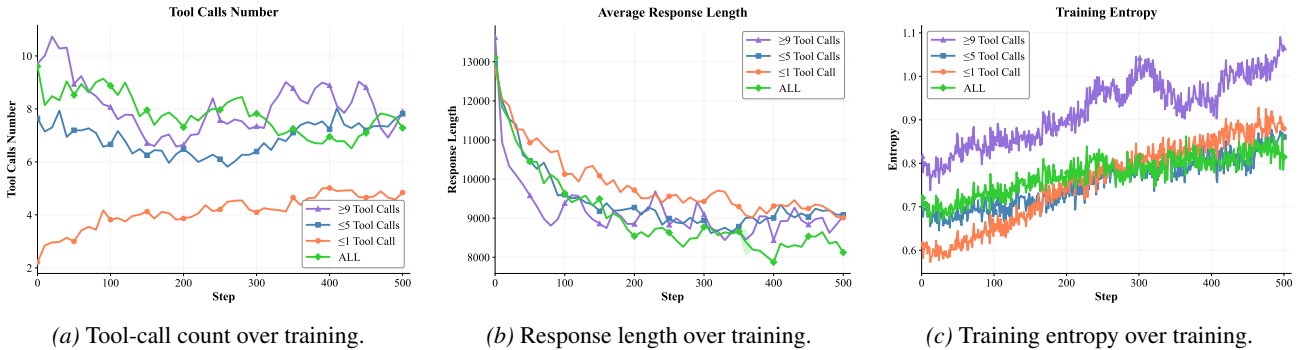 Tool Calls Number
Tool Calls Number
10
8
6
4
2
0
100
200
300
400
500
Step
≥9 Tool Calls
≤5 Tool Calls
≤1 Tool Call
ALL
(a) Tool-call count over training.
Average Response Length
Response Length
13000
12000
11000
10000
9000
8000
0
100
200
300
400
500
Step
≥9 Tool Calls
≤5 Tool Calls
≤1 Tool Call
ALL
(b) Response length over training.
Training Entropy
Entropy
1.1
1.0
0.9
0.8
0.7
0.6
0
100
200
300
400
500
Step
≥9 Tool Calls
≤5 Tool Calls
≤1 Tool Call
ALL
(c) Training entropy over training.